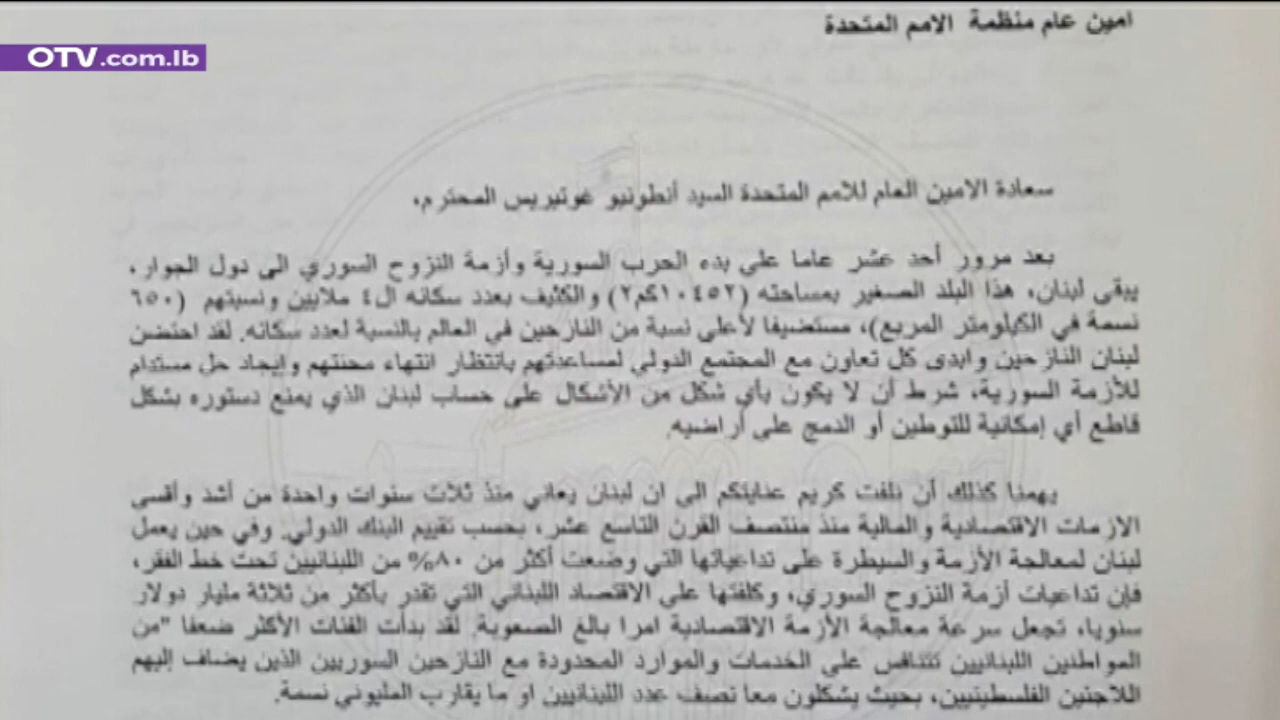 امين عام منظمة الامم المتحدة
OTV.com.lb
سعادة الامين العام للامم المتحدة السيد أنطونيو غوتيريس المحترم،
بعد مرور أحد عشر عاما على بدء الحرب السورية وأزمة النزوح السوري الى دول الجوار،
يبقى لبنان، هذا البلد الصغير بمساحته (١٠٤٥٢كم٢) والكثيف بعدد سكانه ال٤ ملايين ونسبتهم (٦٥٠
نسمة في الكيلومتر المربع)، مستضيفا لأعلى نسبة من النازحين في العالم بالنسبة لعدد سكانه. لقد احتضن
لبنان النازحين وابدى كل تعاون مع المجتمع الدولي لمساعدتهم بانتظار انتهاء محنتهم وإيجاد حل مستدام
للأزمة السورية، شرط أن لا يكون بأي شكل من الأشكال على حساب لبنان الذي يمنع دستوره بشكل
قاطع أي إمكانية للتوطين أو الدمج على أراضيه.
يهمنا كذلك أن نلفت كريم عنايتكم الى ان لبنان يعاني منذ ثلاث سنوات واحدة من أشد وأقسى
الازمات الاقتصادية والمالية منذ منتصف القرن التاسع عشر، بحسب تقييم البنك الدولي. وفي حين يعمل
لبنان لمعالجة الأزمة والسيطرة على تداعياتها التي وضعت أكثر من ٨٠% من اللبنانيين تحت خط الفقر،
فإن تداعيات أزمة النزوح السوري، وكلفتها على الاقتصاد اللبناني التي تقدر بأكثر من ثلاثة مليار دولار
سنويا، تجعل سرعة معالجة الأزمة الاقتصادية امرا بالغ الصعوبة. لقد بدأت الفئات الأكثر ضعفا "من
المواطنين اللبنانيين تتنافس على الخدمات والموارد المحدودة مع النازحين السوريين الذين يضاف إليهم
اللاجئين الفلسطينيين، بحيث يشكلون معا نصف عدد اللبنانيين او ما يقارب المليوني نسمة.